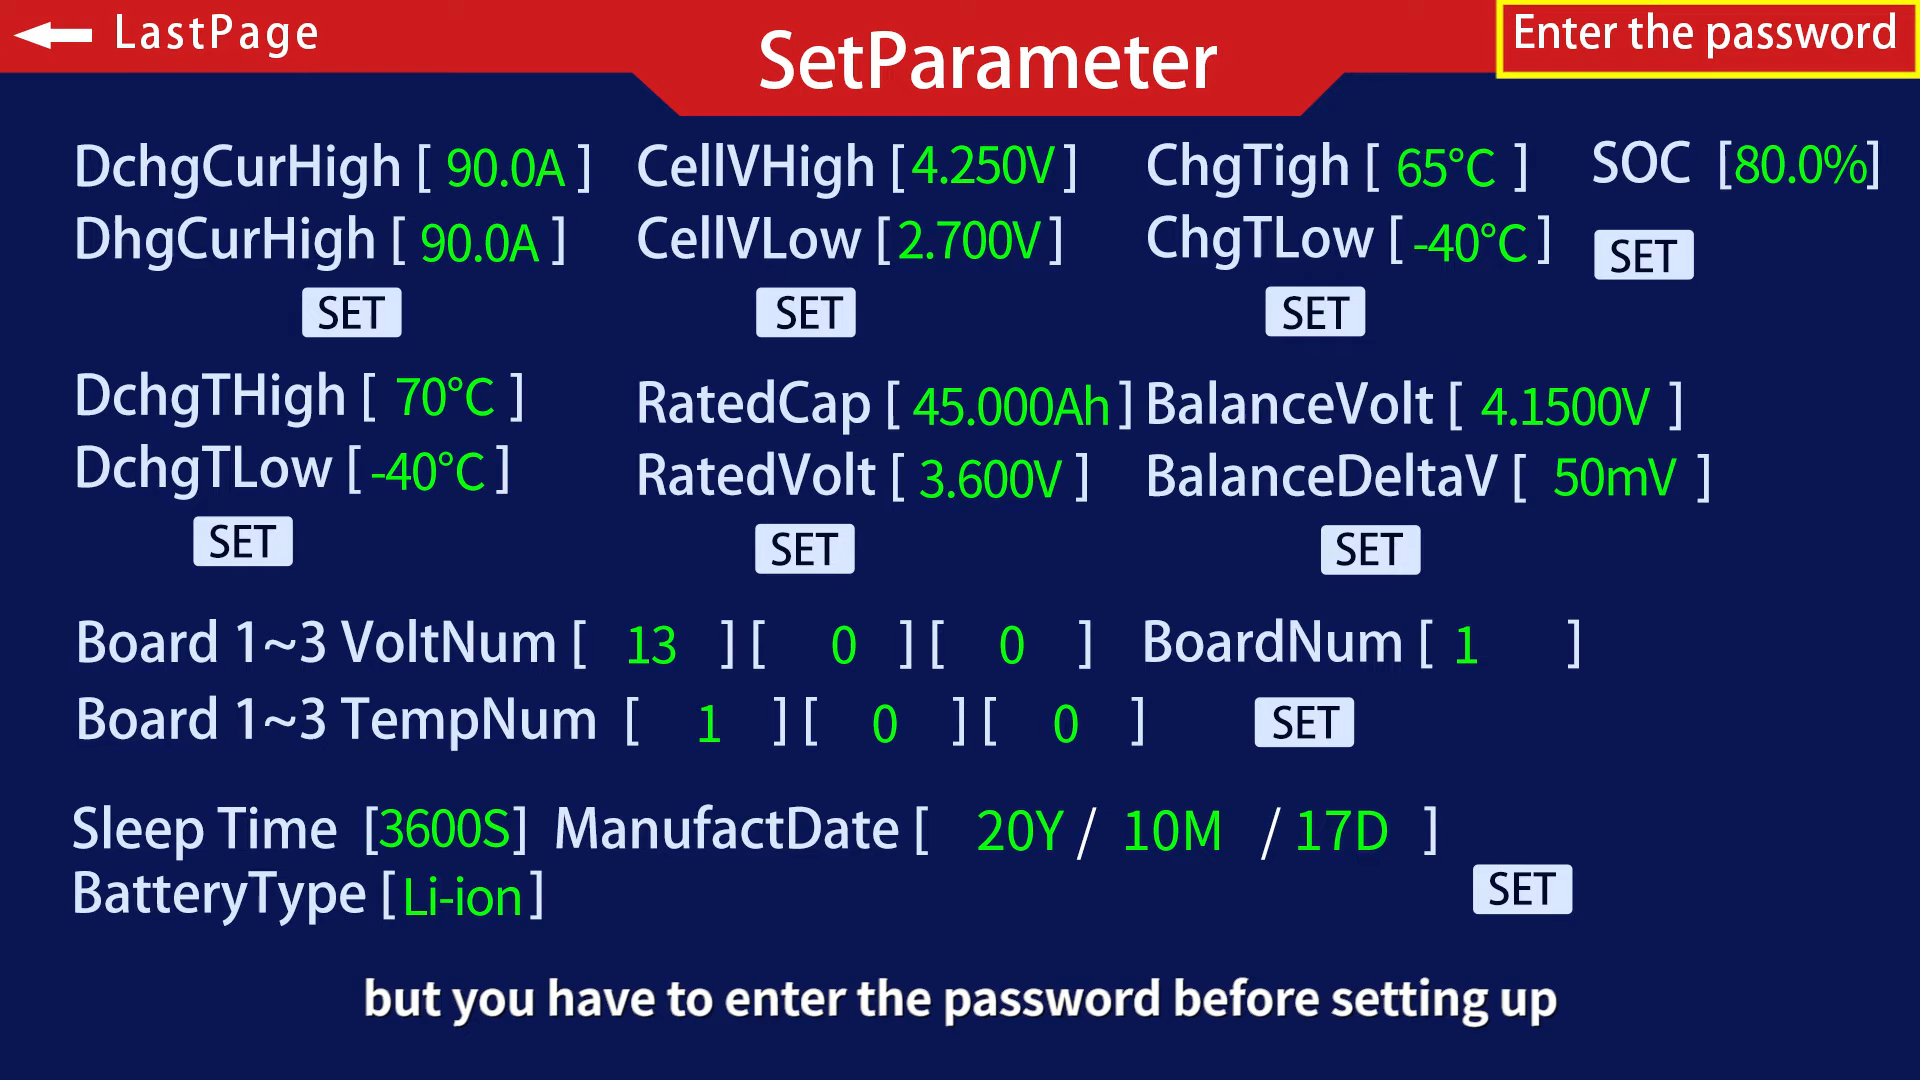 LastPage
SetParameter
Enter the password
DchgCurHigh [ 90.0A ]
DhgCurHigh [ 90.0A ]
SET
CellVHigh [4.250V]
CellVLow [2.700V]
SET
ChgTigh [ 65°C ]
ChgTLow [ -40°C ]
SET
SOC [80.0%]
SET
DchgTHigh [ 70°C ]
DchgTLow [ -40°C ]
SET
RatedCap [ 45.000Ah ]
RatedVolt [ 3.600V ]
SET
BalanceVolt [ 4.1500V ]
BalanceDeltaV [ 50mV ]
SET
Board 1~3 VoltNum [ 13 ] [ 0 ] [ 0 ]
BoardNum [ 1 ]
Board 1~3 TempNum [ 1 ] [ 0 ] [ 0 ]
SET
Sleep Time [3600S] ManufactDate [ 20Y / 10M / 17D ]
BatteryType [Li-ion]
SET
but you have to enter the password before setting up